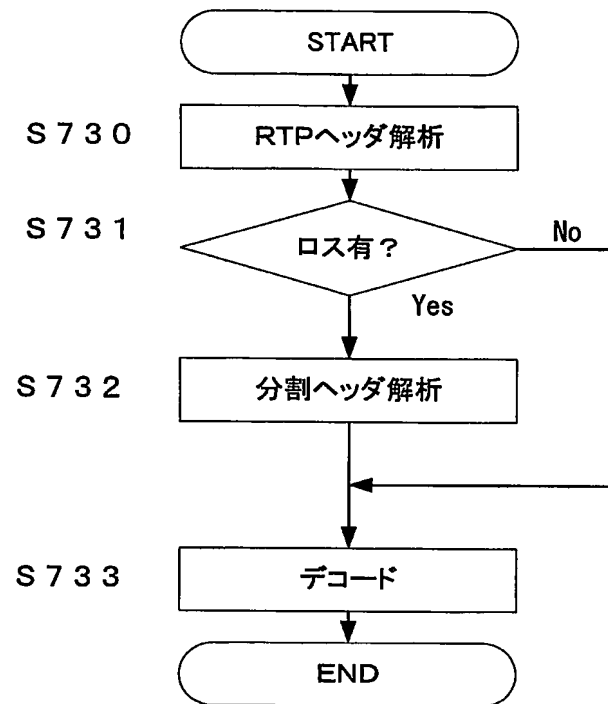 START
S730
RTPヘッダ解析
S731
ロス有？
No
Yes
S732
分割ヘッダ解析
S733
デコード
END